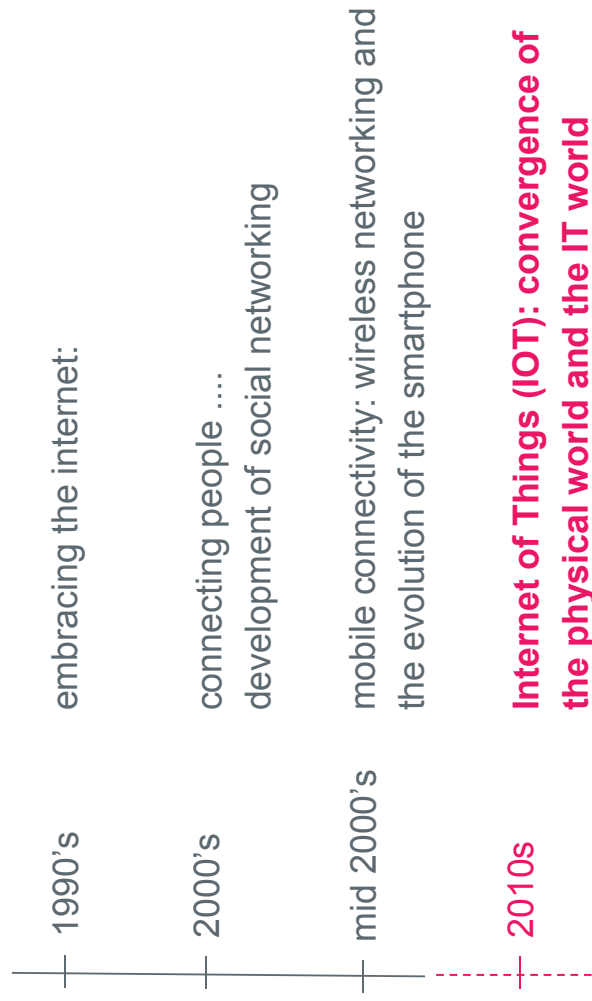 1990's
embracing the internet:
2000's
connecting people ....
development of social networking
mid 2000's
mobile connectivity: wireless networking and
the evolution of the smartphone
2010s
Internet of Things (IOT): convergence of
the physical world and the IT world